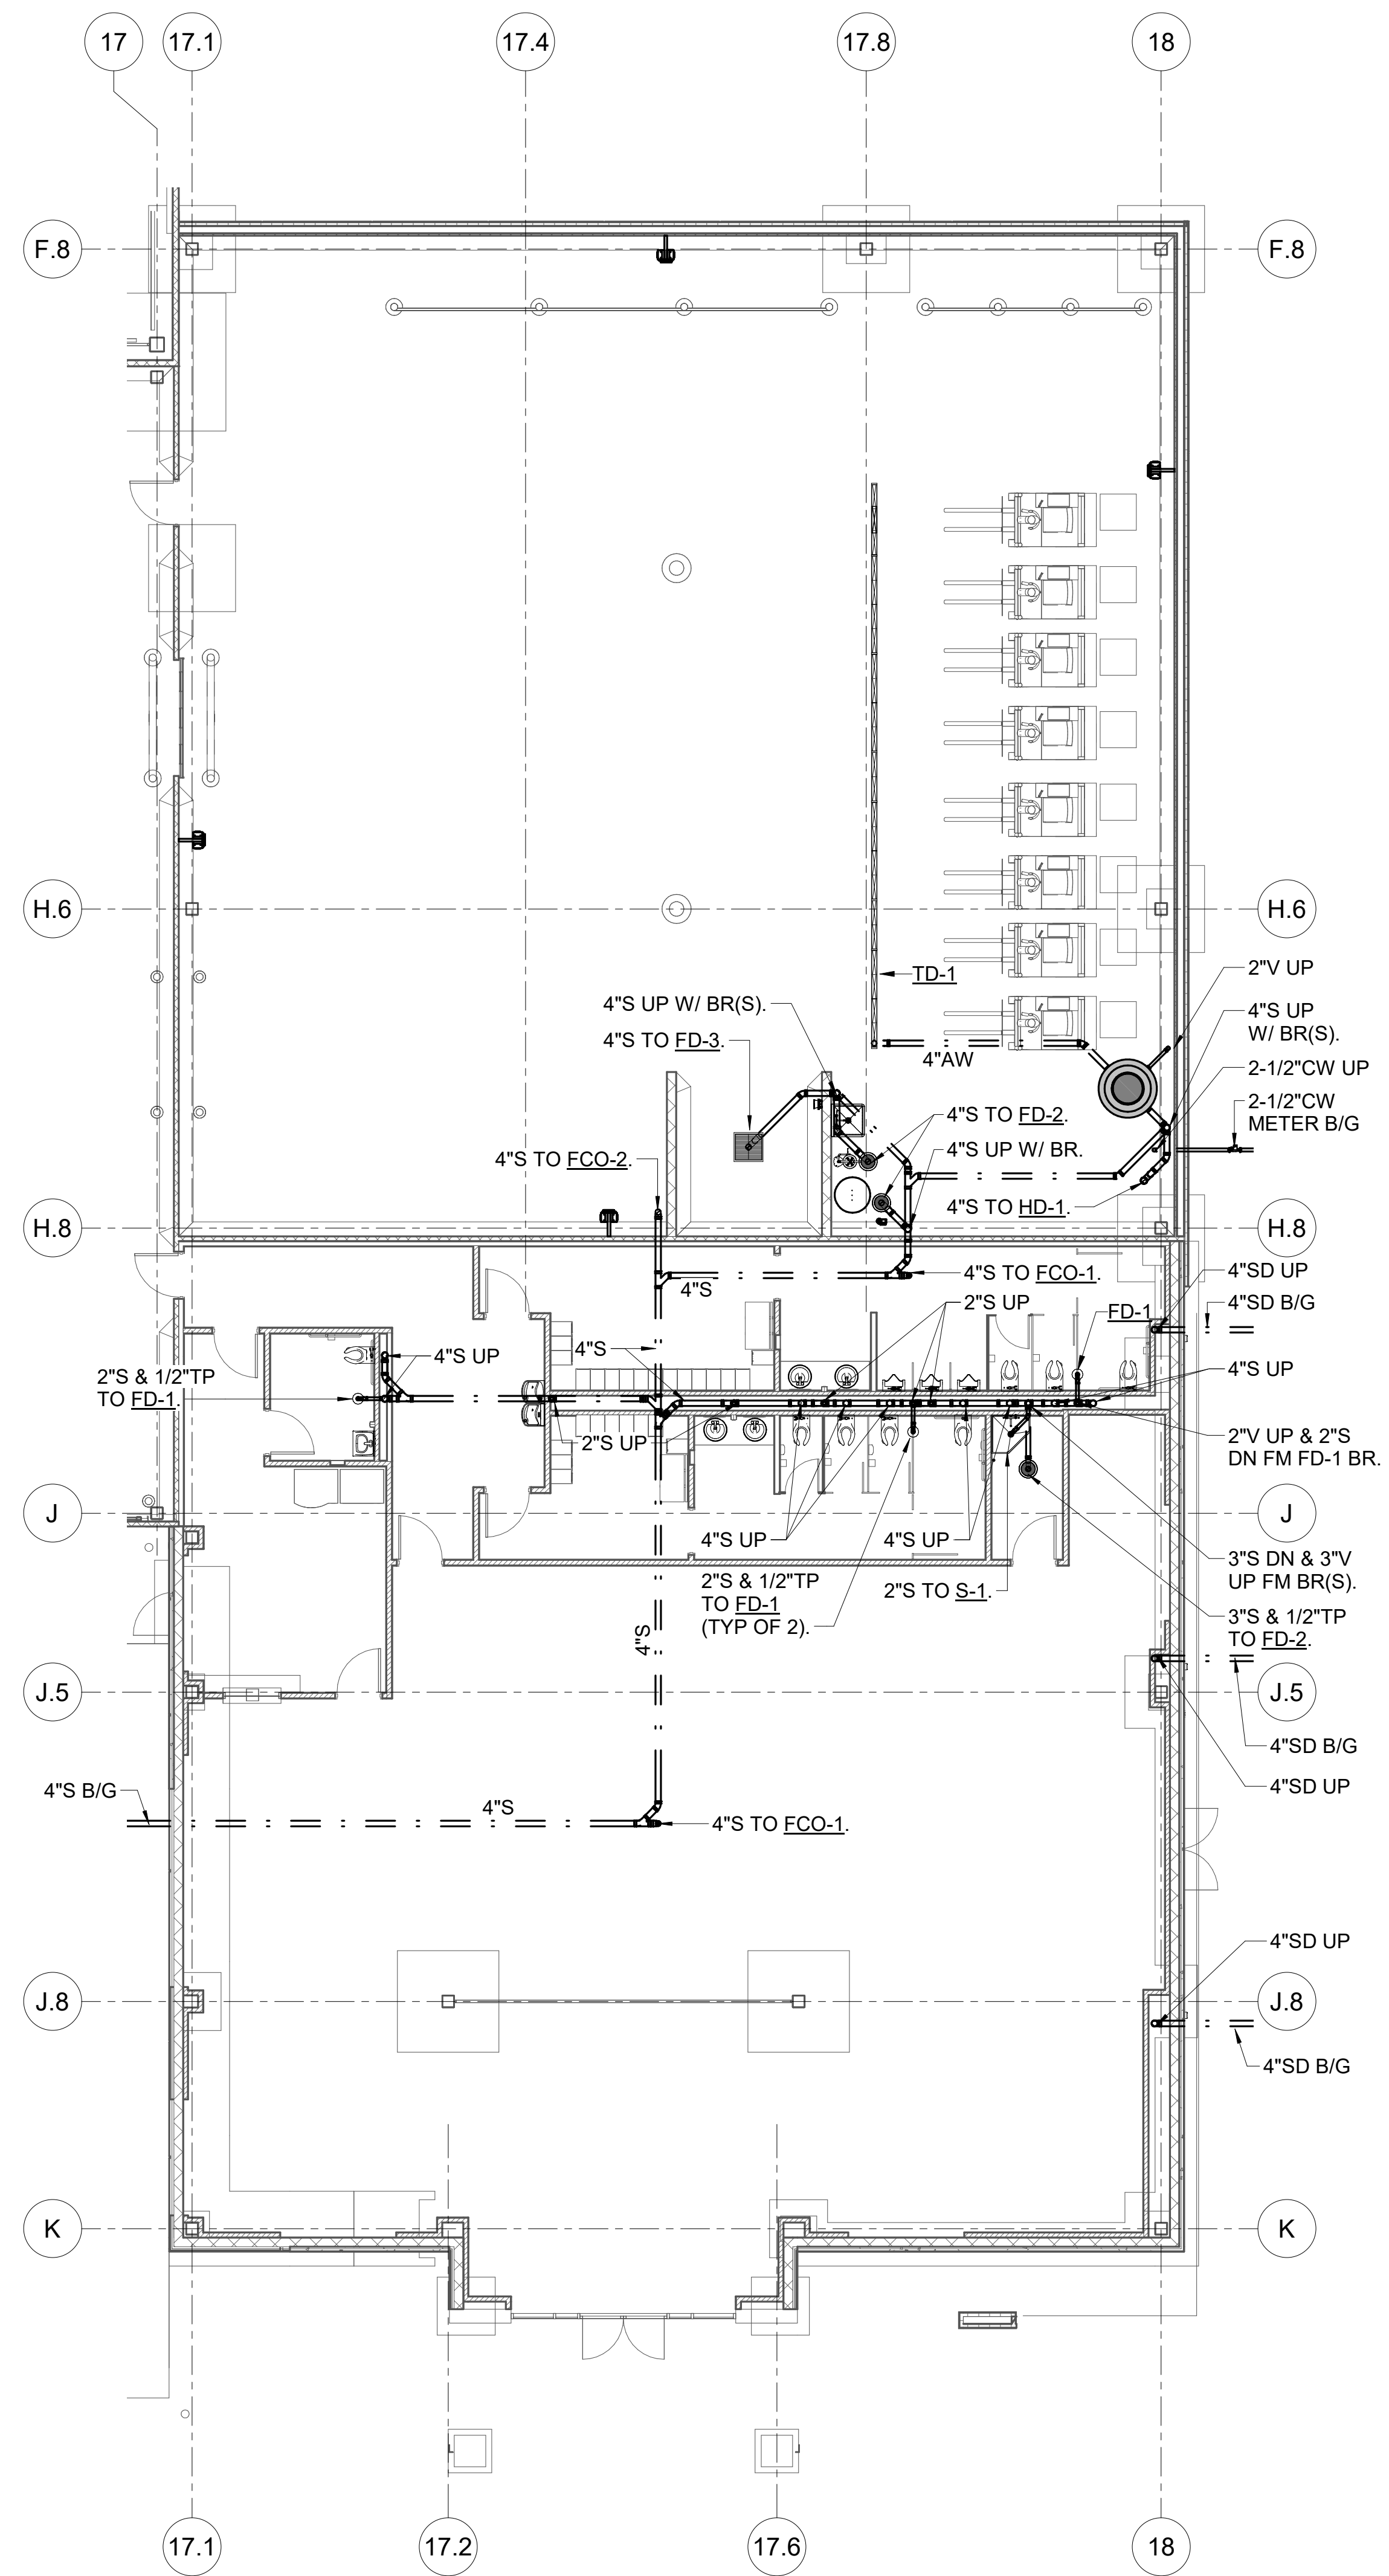 17
17.1
17.4
17.8
18
F.8
F.8
H.6
H.6
2"V UP
TD-1
4"S UP W/ BR(S).
4"S UP
W/ BR(S).
4"S TO FD-3.
4"AW
2-1/2"CW UP
2-1/2"CW
METER B/G
4"S TO FD-2.
4"S UP W/ BR.
4"S TO FCO-2.
4"S TO HD-1.
H.8
H.8
4"S TO FCO-1.
4"SD UP
4"S
4"SD B/G
2"S UP
FD-1
4"S UP
4"S
4"S UP
2"S & 1/2"TP
TO FD-1.
2"S UP
2"V UP & 2"S
DN FM FD-1 BR.
J
J
4"S UP
4"S UP
3"S DN & 3"V
UP FM BR(S).
2"S & 1/2"TP
TO FD-1
(TYP OF 2).
2"S TO S-1.
3"S & 1/2"TP
TO FD-2.
4"S
J.5
J.5
4"SD B/G
4"SD UP
4"S B/G
4"S
4"S TO FCO-1.
4"SD UP
J.8
J.8
4"SD B/G
K
K
17.1
17.2
17.6
18